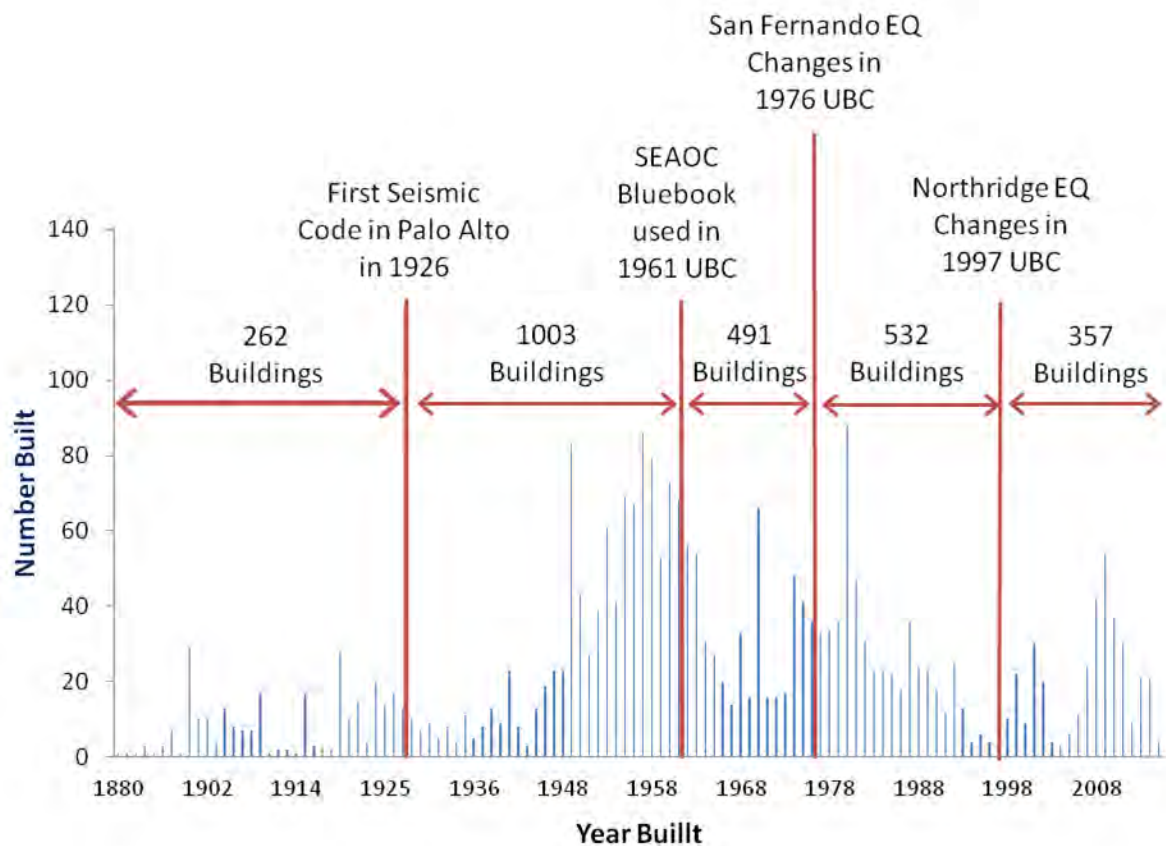 San Fernando EQ
Changes in
1976 UBC
SEAOC
Bluebook
used in
1961 UBC
Northridge EQ
Changes in
1997 UBC
First Seismic
Code in Palo Alto
in 1926
140
120
100
80
60
40
20
0
Number Built
262
Buildings
1003
Buildings
491
Buildings
532
Buildings
357
Buildings
1880 1902 1914 1925 1936 1948 1958 1968 1978 1988 1998 2008
Year Buillt